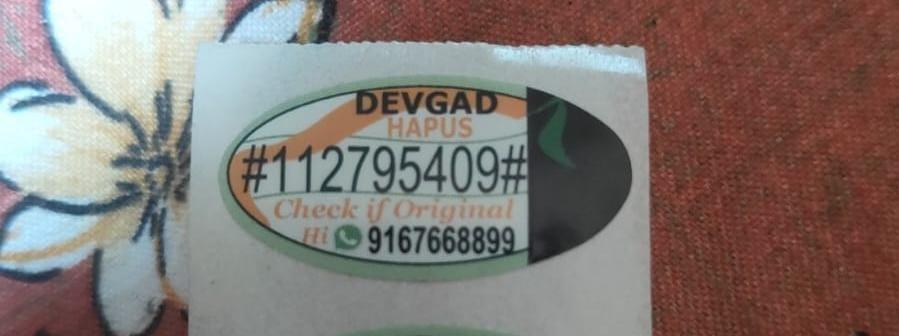 DEVGAD
HAPUS
#112795409#
Check if Original
Hi 9167668899